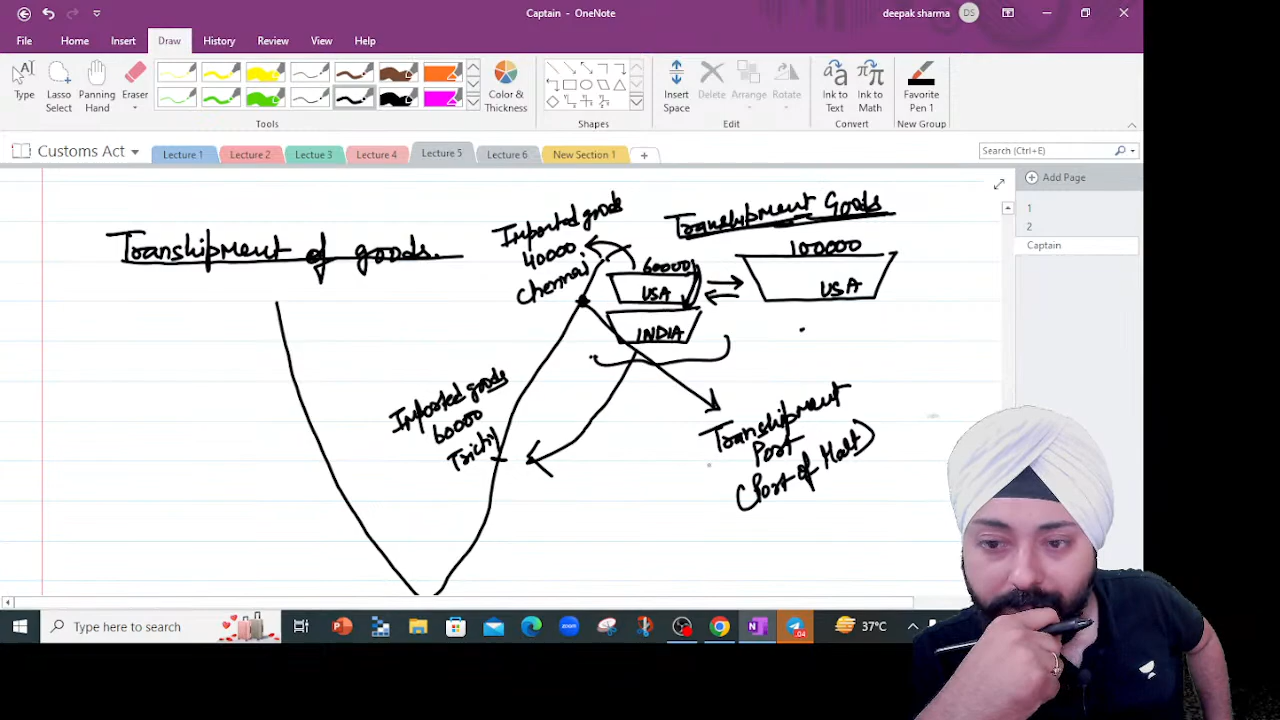 Captain - OneNote
deepak sharma
DS
File
Home
Insert
Draw
History
Review
View
Help
Type
Lasso Select
Panning Hand
Eraser
Color & Thickness
Insert Space
Delete
Arrange
Rotate
Ink to Text
Ink to Math
Favorite Pen 1
Tools
Shapes
Edit
Convert
New Group
Customs Act
Lecture 1
Lecture 2
Lectue 3
Lecture 4
Lecture 5
Lecture 6
New Section 1
Search (Ctrl+E)
Add Page
1
2
Captain
Transhipment of goods.
Imported goods
40000
Chennai
Transhipment Goods
100000
USA
60000
USA
INDIA
Imported goods
60000
Trichy
Transhipment
Port
Type here to search
04
37°C